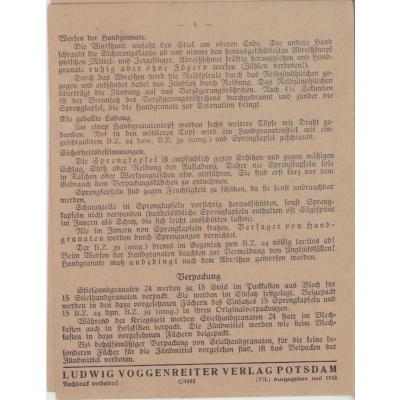 - 4 -
Werfen der Handgranate.
Die Wurfhand umfaßt den Stiel am oberen Ende. Die andere Hand
schraubt die Sicherungskappe ab und nimmt den herausgeschüttelten Abreißknopf
zwischen Mittel- und Zeigefinger. Abreißschnur kräftig herausziehen und Hand-
granate ruhig aber ohne Zögern werfen (Zählen verboten!).
Durch das Abreißen wird die Reibspirale durch das Reibzündhütchen ge-
zogen und entzündet dabei den Zündsatz durch Reibung. Das Reibzündhütchen
überträgt die Zündung auf das Verzögerungsröhrchen. Nach 4½ Sekunden
ist der Brennsatz des Verzögerungsröhrchens durchgebrannt und zündet die
Sprengkapsel, die die Handgranate zur Detonation bringt.
Die geballte Ladung.
Um einen Handgranatentopf werden sechs weitere Töpfe mit Draht ge-
bunden. Nur in den mittleren Topf wird ein Handgranatenstiel mit ein-
geschraubten B.Z. 24 bzw. B.Z. 39 (umg.) und Sprengkapsel geschraubt.
Sicherheitsbestimmungen.
Die Sprengkapsel ist empfindlich gegen Erhitzen und gegen mäßigen
Schlag, Stoß oder Reibung der Aufladung. Daher nie Sprengkapseln lose
in Taschen oder Werkzeugkästen usw. mitführen. Sie sind erst kurz vor dem
Gebrauch dem Verpackungskästchen zu entnehmen.
Sprengkapseln sind gegen Feuchtigkeit zu schützen, da sie sonst unbrauchbar
werden.
Schmutzteile in Sprengkapseln vorsichtig herausschütten, sonst Spreng-
kapseln nicht verwenden (handelsübliche Sprengkapseln enthalten oft Sägespäne
im Innern als Schutz, die sich leicht ausschütten lassen).
Nie in Innern von Sprengkapseln kratzen. Versager von Hand-
granaten werden durch Sprengungen vernichtet.
Der B.Z. 39 (umg.) brennt im Gegensatz zum B.Z. 24 völlig lautlos ab!
Beim Werfen der Handgranaten beachten zur Vermeidung von Unglücksfällen!
Handgranate muß unbedingt nach dem Abreißen geworfen werden.
Verpackung
Stielhandgranaten 24 werden zu 15 Stück im Packkasten aus Blech für
15 Stielhandgranaten verpackt. Sie werden im Einsatz festgelegt. Beigepackt
werden in den dazu vorgesehenen Fächern des Einsatzes 15 Sprengkapseln und
15 B.Z. 24 bzw. B.Z. 39 (umg.) in ihren Originalverpackungen.
Während der Kriegszeit werden Stielhandgranaten 24 statt im Blech-
kasten auch in Holzkisten verpackt. Die Zündmittel werden wie beim Blech-
kasten in dazu vorgesehenen Fächern beigepackt.
Bei behelfsmäßiger Verpackung von Stielhandgranaten, für die keine be-
sonderen Fächer für die Zündmittel vorgesehen sind, ist das Beipacken der
Zündmittel verboten.
LUDWIG VOGGENREITER VERLAG POTSDAM
Nachdruck verboten! C/1655 (VII.) Ausgegeben Juni 1943